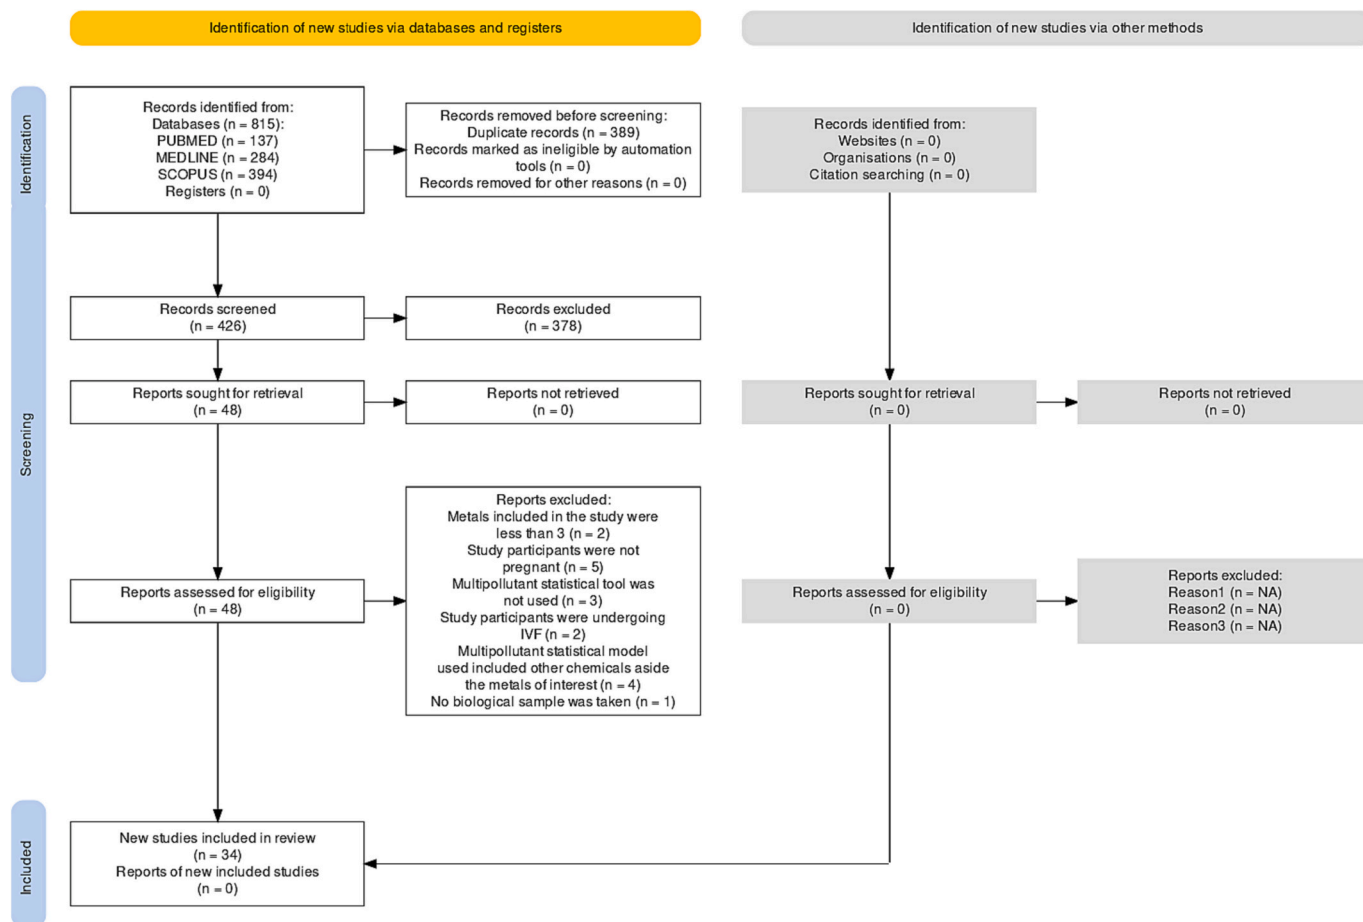 Identification of new studies via databases and registers
Identification of new studies via other methods
Identification
Records identified from:
Databases (n = 815):
PUBMED (n = 137)
MEDLINE (n = 284)
SCOPUS (n = 394)
Registers (n = 0)
Records removed before screening:
Duplicate records (n = 389)
Records marked as ineligible by automation
tools (n = 0)
Records removed for other reasons (n = 0)
Records identified from:
Websites (n = 0)
Organisations (n = 0)
Citation searching (n = 0)
Screening
Records screened
(n = 426)
Records excluded
(n = 378)
Reports sought for retrieval
(n = 48)
Reports not retrieved
(n = 0)
Reports sought for retrieval
(n = 0)
Reports not retrieved
(n = 0)
Reports assessed for eligibility
(n = 48)
Reports excluded:
Metals included in the study were
less than 3 (n = 2)
Study participants were not
pregnant (n = 5)
Multipollutant statistical tool was
not used (n = 3)
Study participants were undergoing
IVF (n = 2)
Multipollutant statistical model
used included other chemicals aside
the metals of interest (n = 4)
No biological sample was taken (n = 1)
Reports assessed for eligibility
(n = 0)
Reports excluded:
Reason1 (n = NA)
Reason2 (n = NA)
Reason3 (n = NA)
Included
New studies included in review
(n = 34)
Reports of new included studies
(n = 0)